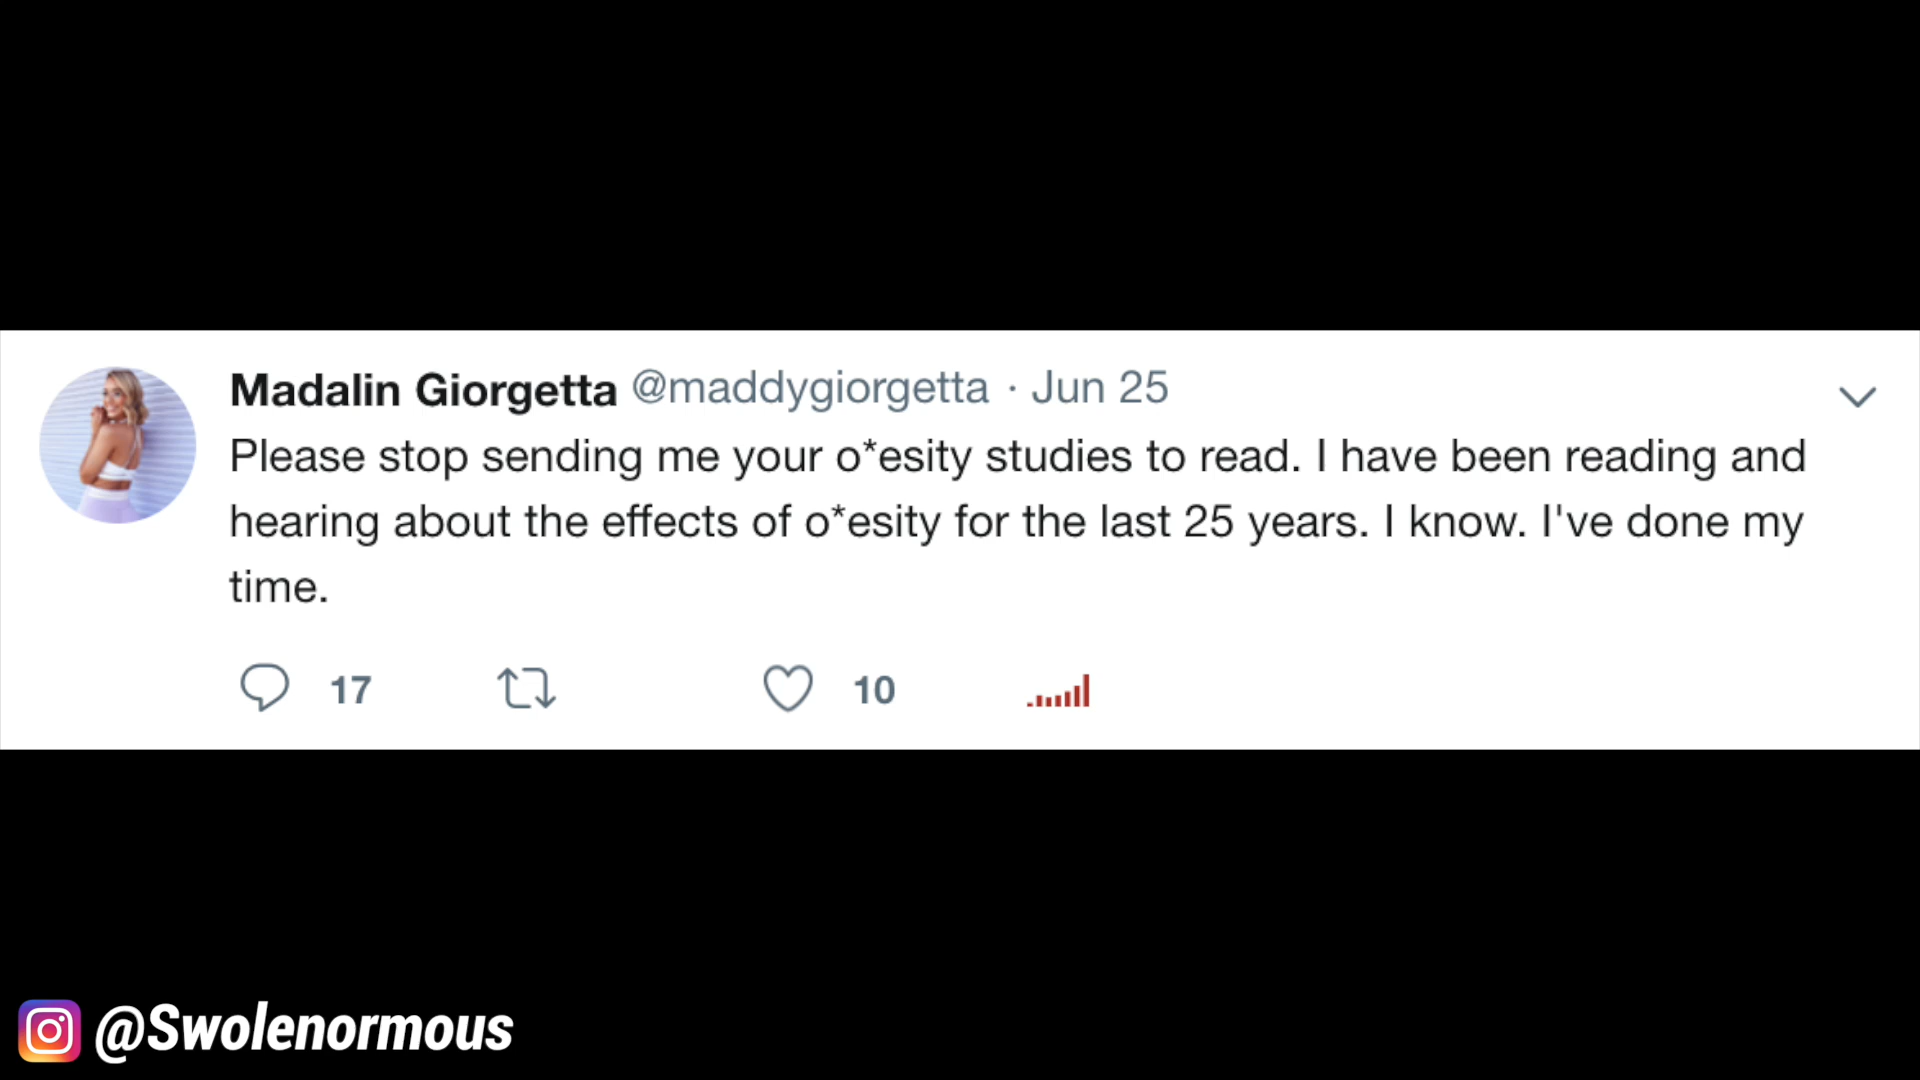 Madalin Giorgetta @maddygiorgetta · Jun 25
Please stop sending me your o*esity studies to read. I have been reading and
hearing about the effects of o*esity for the last 25 years. I know. I've done my
time.
17 10
@Swolenormous